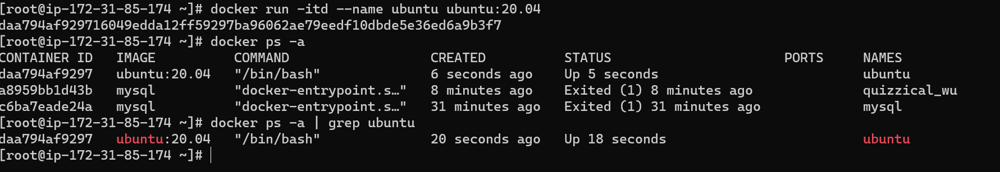 [root@ip-172-31-85-174 ~]# docker run -itd --name ubuntu ubuntu:20.04
daa794af929716049edda12ff59297ba96062ae79eedf10dbde5e36ed6a9b3f7
[root@ip-172-31-85-174 ~]# docker ps -a
CONTAINER ID   IMAGE          COMMAND                  CREATED          STATUS                      PORTS     NAMES
daa794af9297   ubuntu:20.04   "/bin/bash"              6 seconds ago    Up 5 seconds                          ubuntu
a8959bb1d43b   mysql          "docker-entrypoint.s…"   8 minutes ago    Exited (1) 8 minutes ago              quizzical_wu
c6ba7eade24a   mysql          "docker-entrypoint.s…"   31 minutes ago   Exited (1) 31 minutes ago             mysql
[root@ip-172-31-85-174 ~]# docker ps -a | grep ubuntu
daa794af9297   ubuntu:20.04   "/bin/bash"              20 seconds ago   Up 18 seconds                         ubuntu
[root@ip-172-31-85-174 ~]#